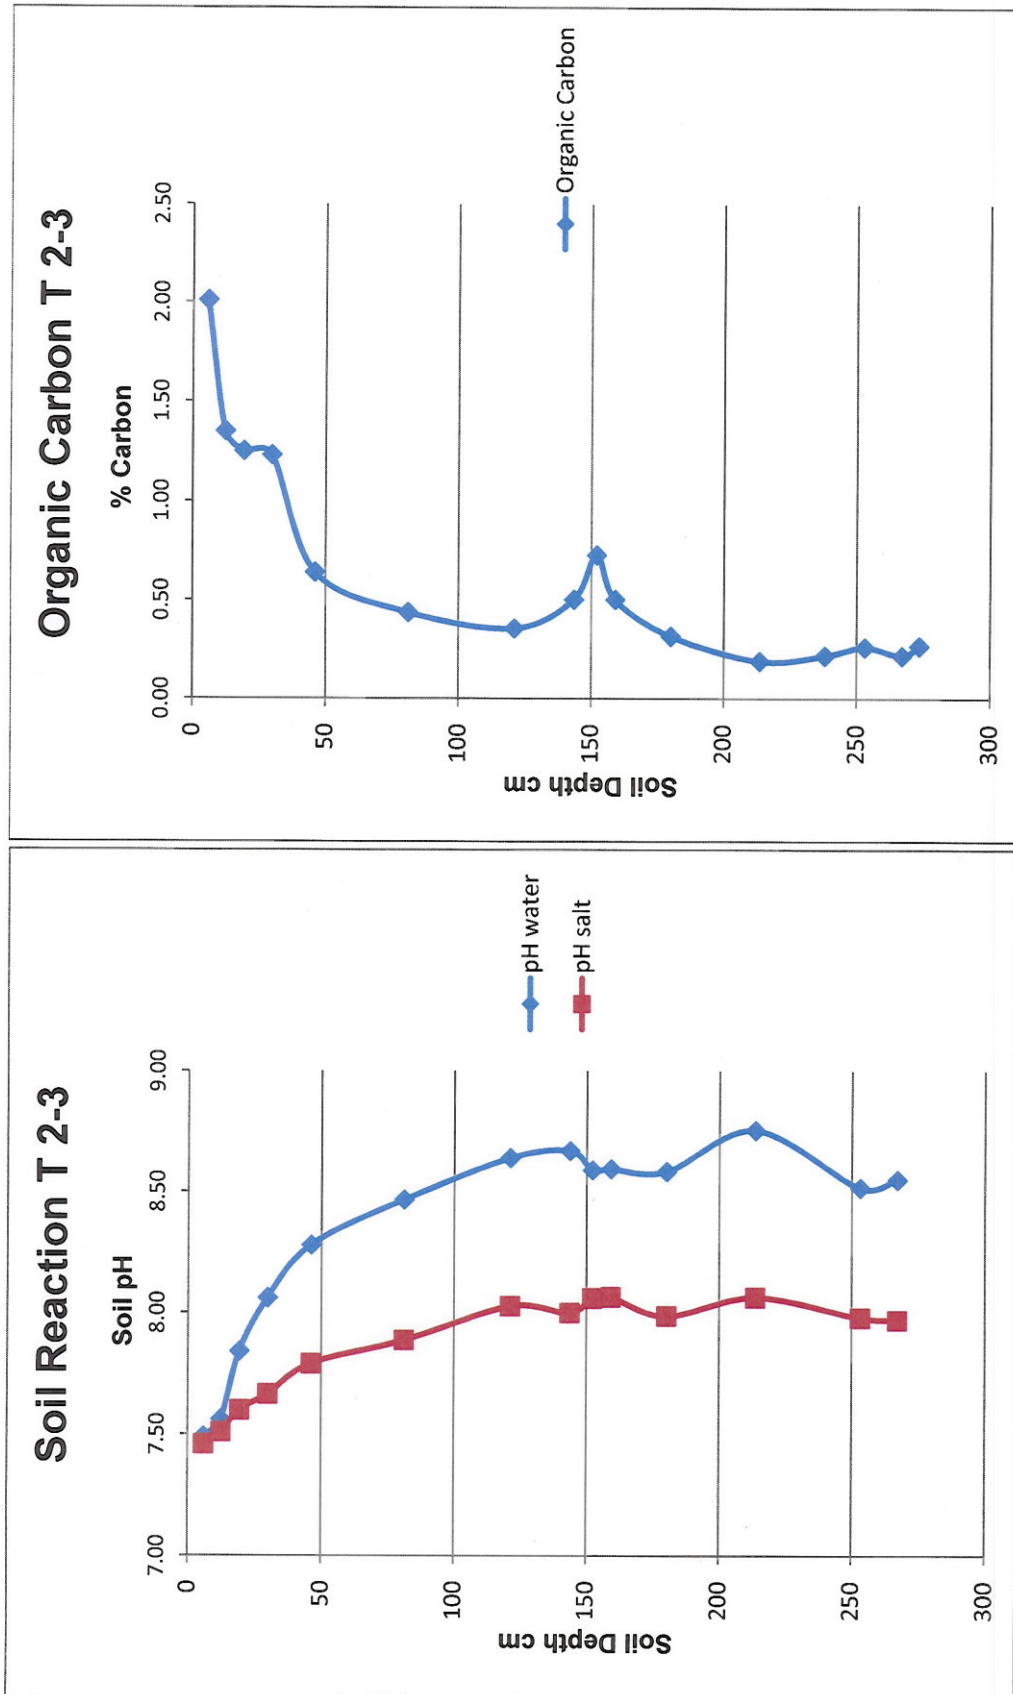 Soil Reaction T 2-3
Soil pH
7.00 7.50 8.00 8.50 9.00
0
50
100
150
200
250
300
Soil Depth cm
pH water
pH salt
Organic Carbon T 2-3
% Carbon
0.00 0.50 1.00 1.50 2.00 2.50
0
50
100
150
200
250
300
Soil Depth cm
Organic Carbon